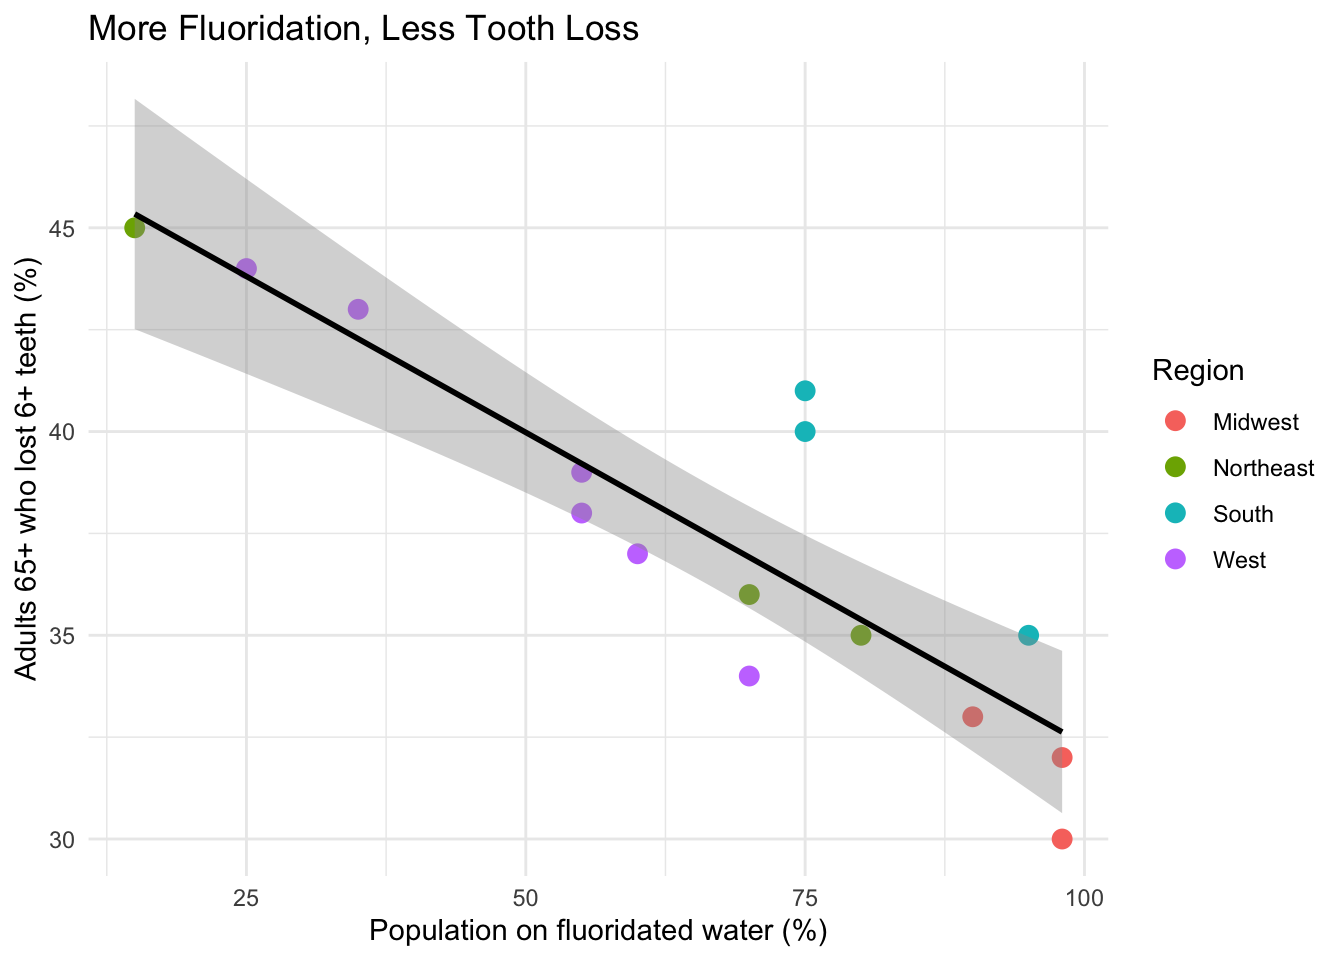 More Fluoridation, Less Tooth Loss
Adults 65+ who lost 6+ teeth (%)
45
40
35
30
25
50
75
100
Population on fluoridated water (%)
Region
Midwest
Northeast
South
West